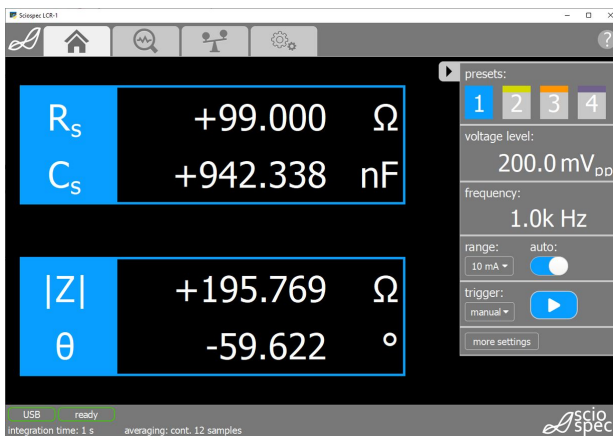 Sciospec LCR-1
?
presets:
1 2 3 4
voltage level:
200.0 mVpp
frequency:
1.0k Hz
range: auto:
10 mA
trigger:
manual
more settings
Rs +99.000 Ω
Cs +942.338 nF
|Z| +195.769 Ω
θ -59.622 °
USB ready
integration time: 1 s averaging: cont. 12 samples
scio
spec